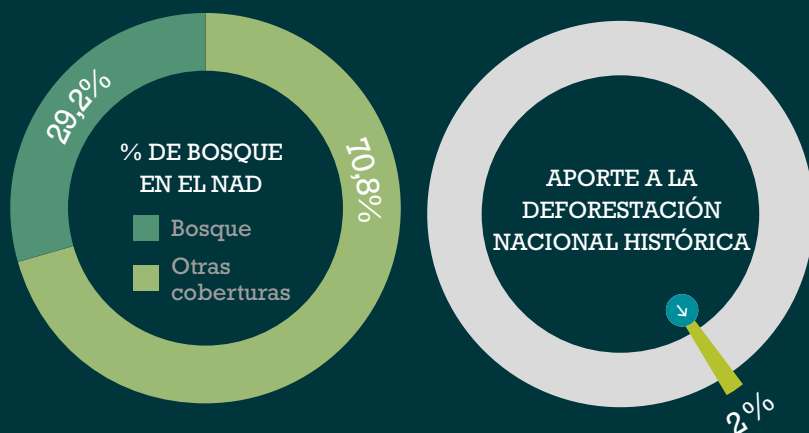 29,2%
70,8%
% DE BOSQUE
EN EL NAD
Bosque
Otras
coberturas
APORTE A LA
DEFORESTACIÓN
NACIONAL HISTÓRICA
2%